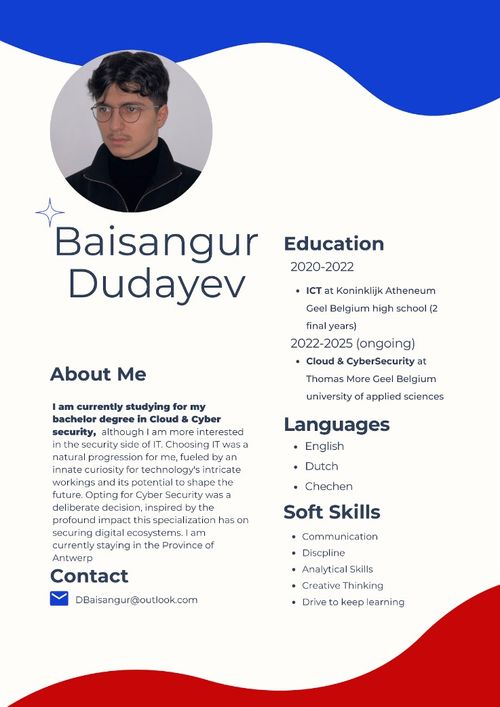 Baisangur
Dudayev
About Me
I am currently studying for my
bachelor degree in Cloud & Cyber
security, although I am more interested
in the security side of IT. Choosing IT was a
natural progression for me, fueled by an
innate curiosity for technology's intricate
workings and its potential to shape the
future. Opting for Cyber Security was a
deliberate decision, inspired by the
profound impact this specialization has on
securing digital ecosystems. I am
currently staying in the Province of
Antwerp
Contact
DBaisangur@outlook.com
Education
2020-2022
• ICT at Koninklijk Atheneum
Geel Belgium high school (2
final years)
2022-2025 (ongoing)
• Cloud & CyberSecurity at
Thomas More Geel Belgium
university of applied sciences
Languages
• English
• Dutch
• Chechen
Soft Skills
• Communication
• Discpline
• Analytical Skills
• Creative Thinking
• Drive to keep learning